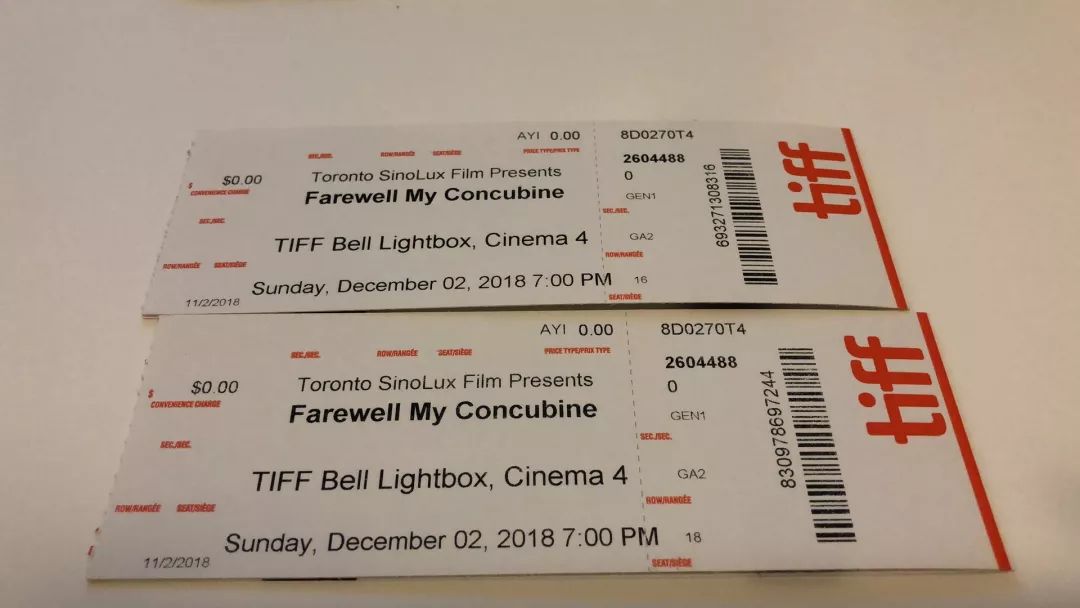 AYI 0.00
SEC./SEC. ROW/RANGÉE SEAT/SIÈGE PRICE TYPE/PRIX TYPE
$ $0.00
CONVENIENCE CHARGE
Toronto SinoLux Film Presents
Farewell My Concubine
SEC./SEC.
TIFF Bell Lightbox, Cinema 4
ROW/RANGÉE SEAT/SIÈGE
Sunday, December 02, 2018 7:00 PM
11/2/2018
8D0270T4
2604488
0
GEN1
SEC./SEC.
GA2
ROW/RANGÉE
16
SEAT/SIÈGE
693271308316
tiff
AYI 0.00
SEC./SEC. ROW/RANGÉE SEAT/SIÈGE PRICE TYPE/PRIX TYPE
$ $0.00
CONVENIENCE CHARGE
Toronto SinoLux Film Presents
Farewell My Concubine
SEC./SEC.
TIFF Bell Lightbox, Cinema 4
ROW/RANGÉE SEAT/SIÈGE
Sunday, December 02, 2018 7:00 PM
11/2/2018
8D0270T4
2604488
0
GEN1
SEC./SEC.
GA2
ROW/RANGÉE
18
SEAT/SIÈGE
830978697244
tiff